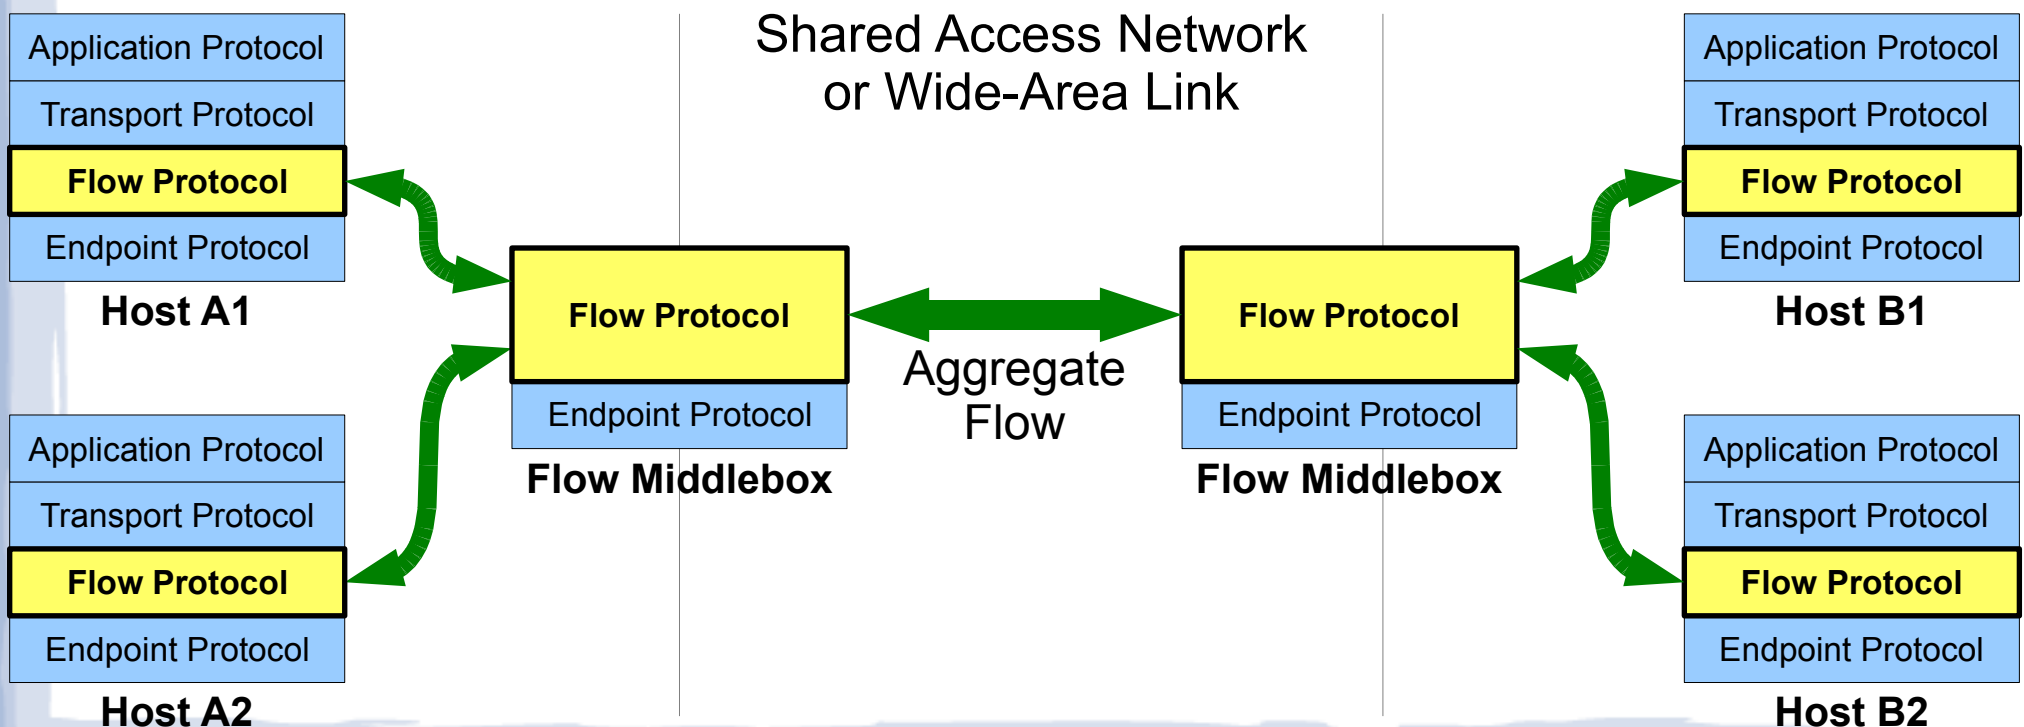 Shared Access Network
or Wide-Area Link
Application Protocol
Transport Protocol
Flow Protocol
Endpoint Protocol
Host A1
Application Protocol
Transport Protocol
Flow Protocol
Endpoint Protocol
Host A2
Flow Protocol
Endpoint Protocol
Flow Middlebox
Aggregate
Flow
Flow Protocol
Endpoint Protocol
Flow Middlebox
Application Protocol
Transport Protocol
Flow Protocol
Endpoint Protocol
Host B1
Application Protocol
Transport Protocol
Flow Protocol
Endpoint Protocol
Host B2